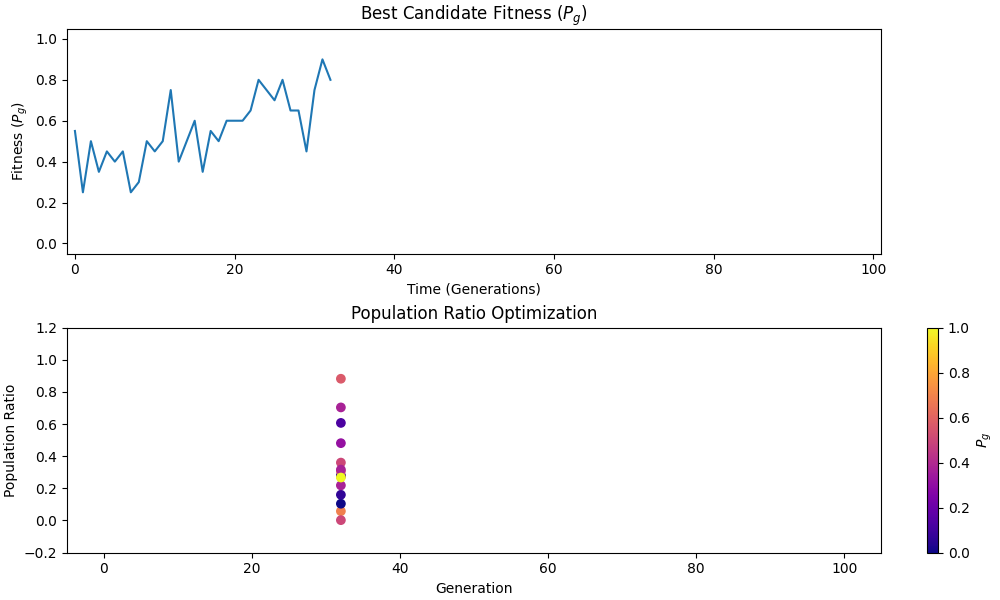 Best Candidate Fitness (P_g)
Fitness (P_g)
1.0
0.8
0.6
0.4
0.2
0.0
0 20 40 60 80 100
Time (Generations)
Population Ratio Optimization
Population Ratio
1.2
1.0
0.8
0.6
0.4
0.2
0.0
−0.2
0 20 40 60 80 100
Generation
1.0
0.8
0.6
0.4
0.2
0.0
P_g